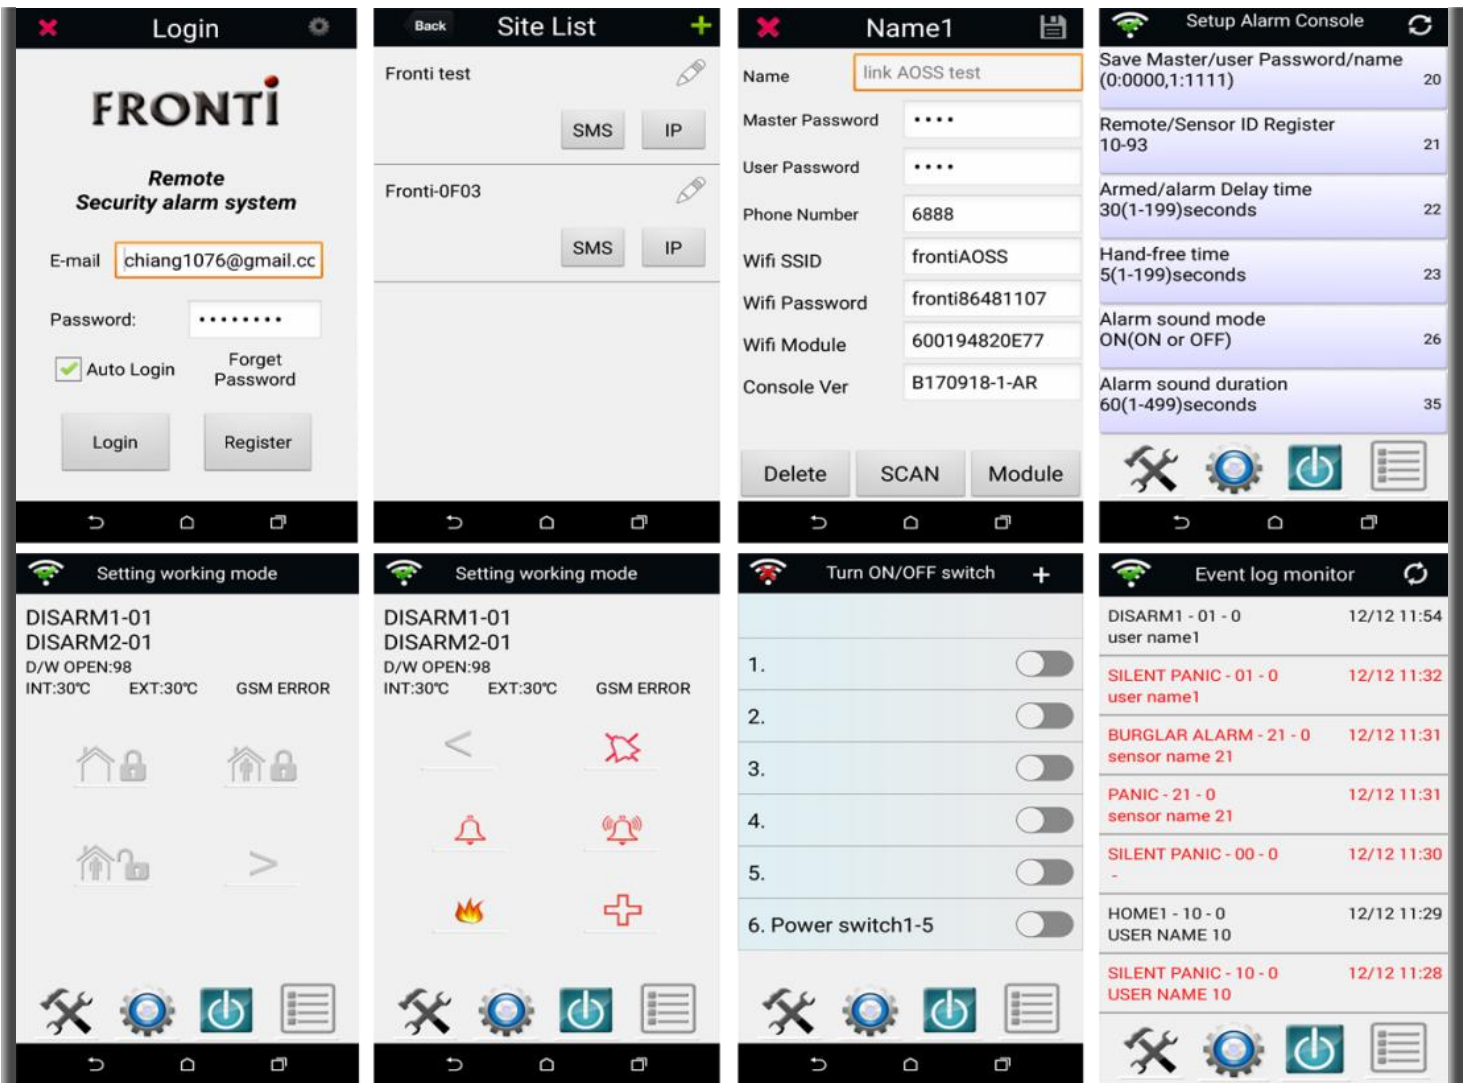 Login
FRONTi
Remote
Security alarm system
E-mail
chiang1076@gmail.cc
Password:
••••••••
Auto Login
Forget
Password
Login
Register
Back
Site List
Fronti test
SMS
IP
Fronti-0F03
SMS
IP
Name1
Name
link AOSS test
Master Password
••••
User Password
••••
Phone Number
6888
Wifi SSID
frontiAOSS
Wifi Password
fronti86481107
Wifi Module
600194820E77
Console Ver
B170918-1-AR
Delete
SCAN
Module
Setup Alarm Console
Save Master/user Password/name
(0:0000,1:1111)
20
Remote/Sensor ID Register
10-93
21
Armed/alarm Delay time
30(1-199)seconds
22
Hand-free time
5(1-199)seconds
23
Alarm sound mode
ON(ON or OFF)
26
Alarm sound duration
60(1-499)seconds
35
Setting working mode
DISARM1-01
DISARM2-01
D/W OPEN:98
INT:30℃ EXT:30℃ GSM ERROR
>
Setting working mode
DISARM1-01
DISARM2-01
D/W OPEN:98
INT:30℃ EXT:30℃ GSM ERROR
<
Turn ON/OFF switch +
1.
2.
3.
4.
5.
6. Power switch1-5
Event log monitor
DISARM1 - 01 - 0 12/12 11:54
user name1
SILENT PANIC - 01 - 0 12/12 11:32
user name1
BURGLAR ALARM - 21 - 0 12/12 11:31
sensor name 21
PANIC - 21 - 0 12/12 11:31
sensor name 21
SILENT PANIC - 00 - 0 12/12 11:30
-
HOME1 - 10 - 0 12/12 11:29
USER NAME 10
SILENT PANIC - 10 - 0 12/12 11:28
USER NAME 10